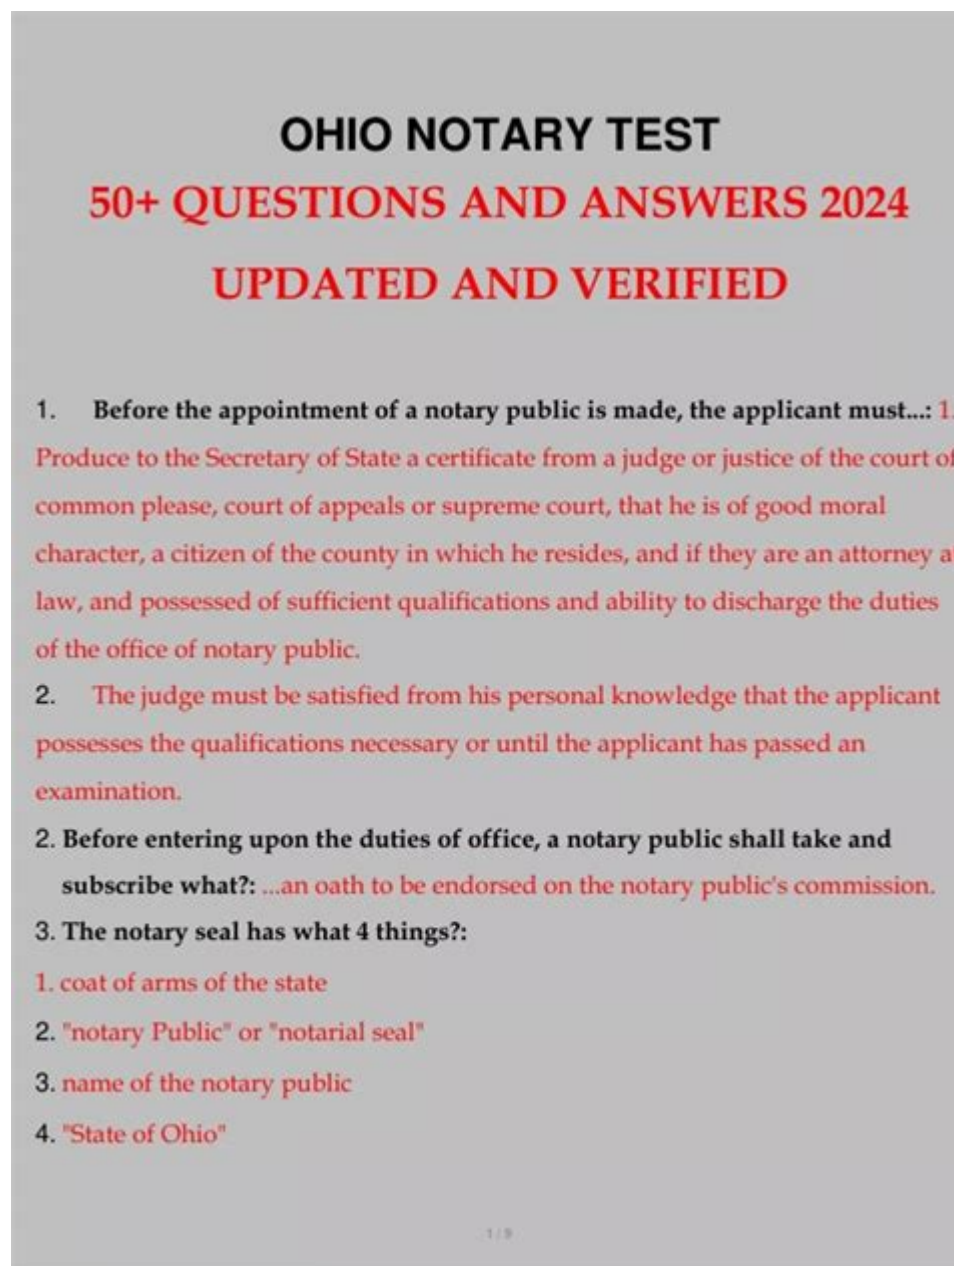 OHIO NOTARY TEST
50+ QUESTIONS AND ANSWERS 2024
UPDATED AND VERIFIED
1. Before the appointment of a notary public is made, the applicant must...: 1.
Produce to the Secretary of State a certificate from a judge or justice of the court of
common please, court of appeals or supreme court, that he is of good moral
character, a citizen of the county in which he resides, and if they are an attorney at
law, and possessed of sufficient qualifications and ability to discharge the duties
of the office of notary public.
2. The judge must be satisfied from his personal knowledge that the applicant
possesses the qualifications necessary or until the applicant has passed an
examination.
2. Before entering upon the duties of office, a notary public shall take and
subscribe what?: ...an oath to be endorsed on the notary public's commission.
3. The notary seal has what 4 things?:
1. coat of arms of the state
2. "notary Public" or "notarial seal"
3. name of the notary public
4. "State of Ohio"
1 / 9